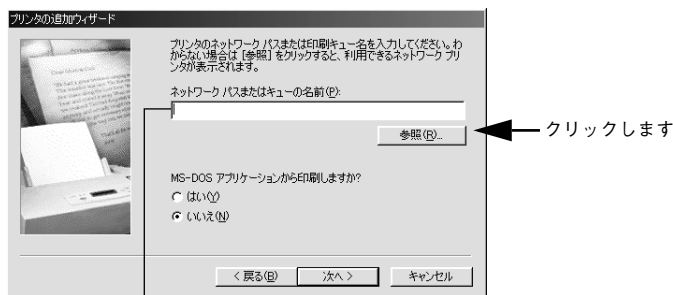 プリンタの追加ウィザード
プリンタのネットワーク パスまたは印刷キュー名を入力してください。わ
からない場合は [参照] をクリックすると、利用できるネットワーク プリ
ンタが表示されます。
ネットワーク パスまたはキューの名前(P):
参照(R)...
クリックします
MS-DOS アプリケーションから印刷しますか?
はい(Y)
いいえ(N)
< 戻る(B)
次へ >
キャンセル